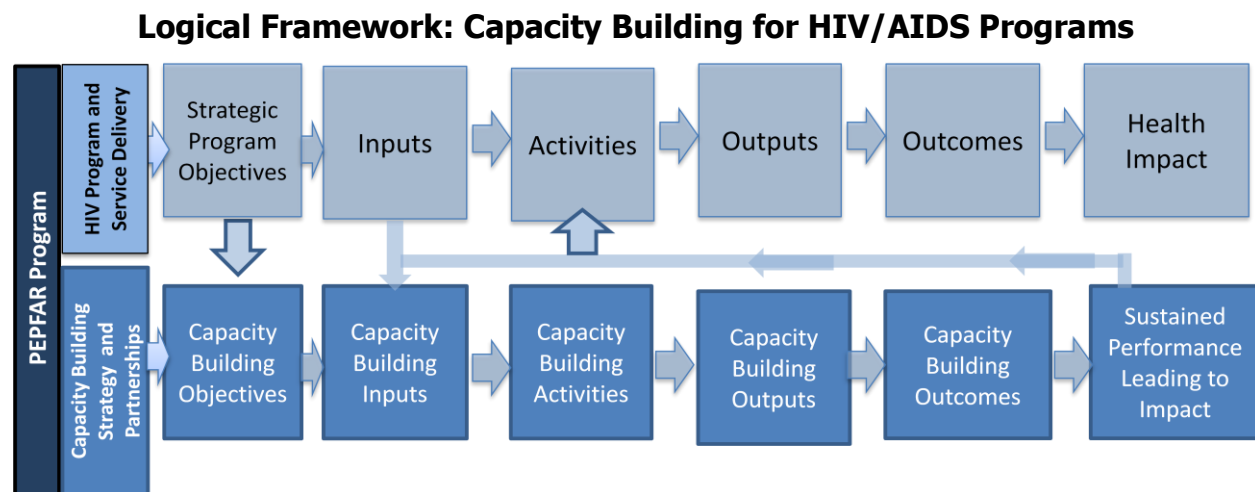 Logical Framework: Capacity Building for HIV/AIDS Programs
PEPFAR Program
HIV Program and
Service Delivery
Strategic
Program
Objectives
Inputs
Activities
Outputs
Outcomes
Health
Impact
Capacity Building
Strategy and
Partnerships
Capacity
Building
Objectives
Capacity
Building
Inputs
Capacity
Building
Activities
Capacity
Building
Outputs
Capacity
Building
Outcomes
Sustained
Performance
Leading to
Impact